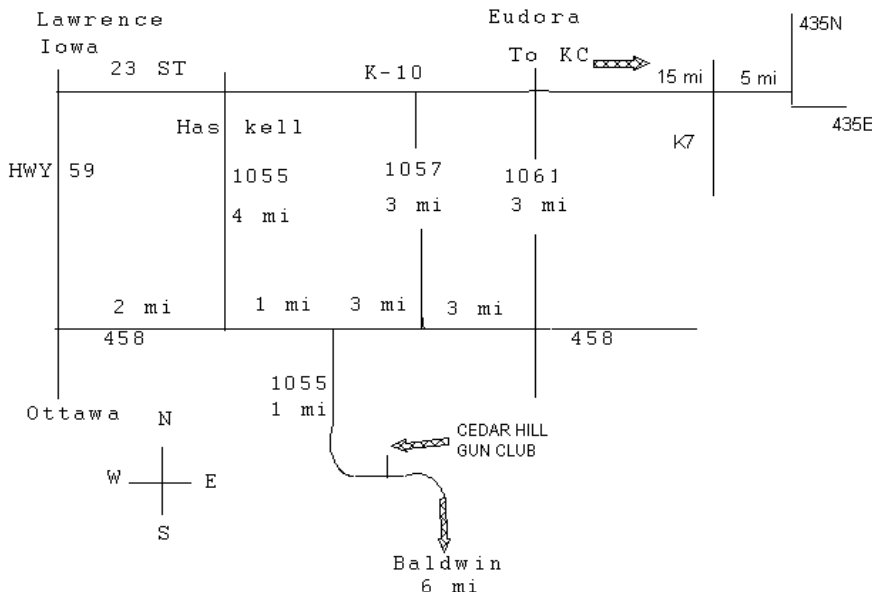 Lawrence
Iowa
Eudora
To KC
435N
23 ST
K-10
15 mi
5 mi
435E
Has kell
K7
HWY 59
1055
4 mi
1057
3 mi
1061
3 mi
2 mi
1 mi
3 mi
3 mi
458
458
1055
1 mi
Ottawa
N
W
E
S
CEDAR HILL
GUN CLUB
Baldwin
6 mi